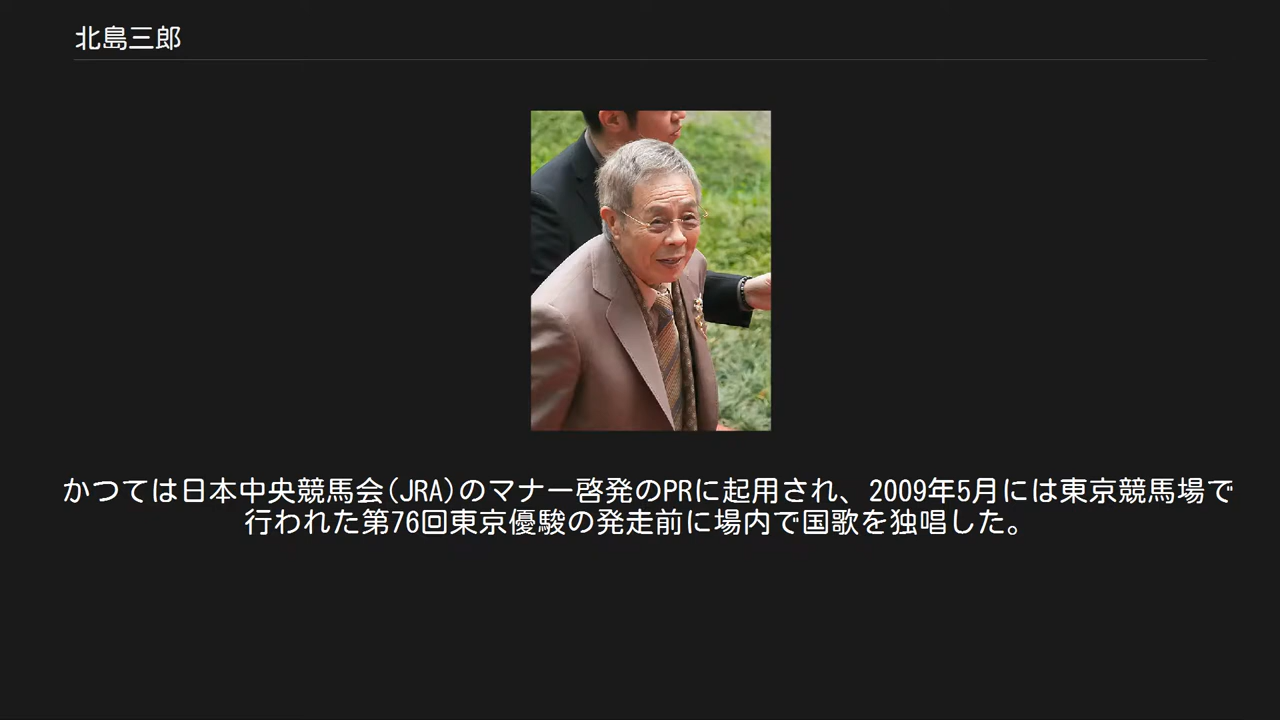 北島三郎
かつては日本中央競馬会(JRA)のマナー啓発のPRに起用され、2009年5月には東京競馬場で
行われた第76回東京優駿の発走前に場内で国歌を独唱した。